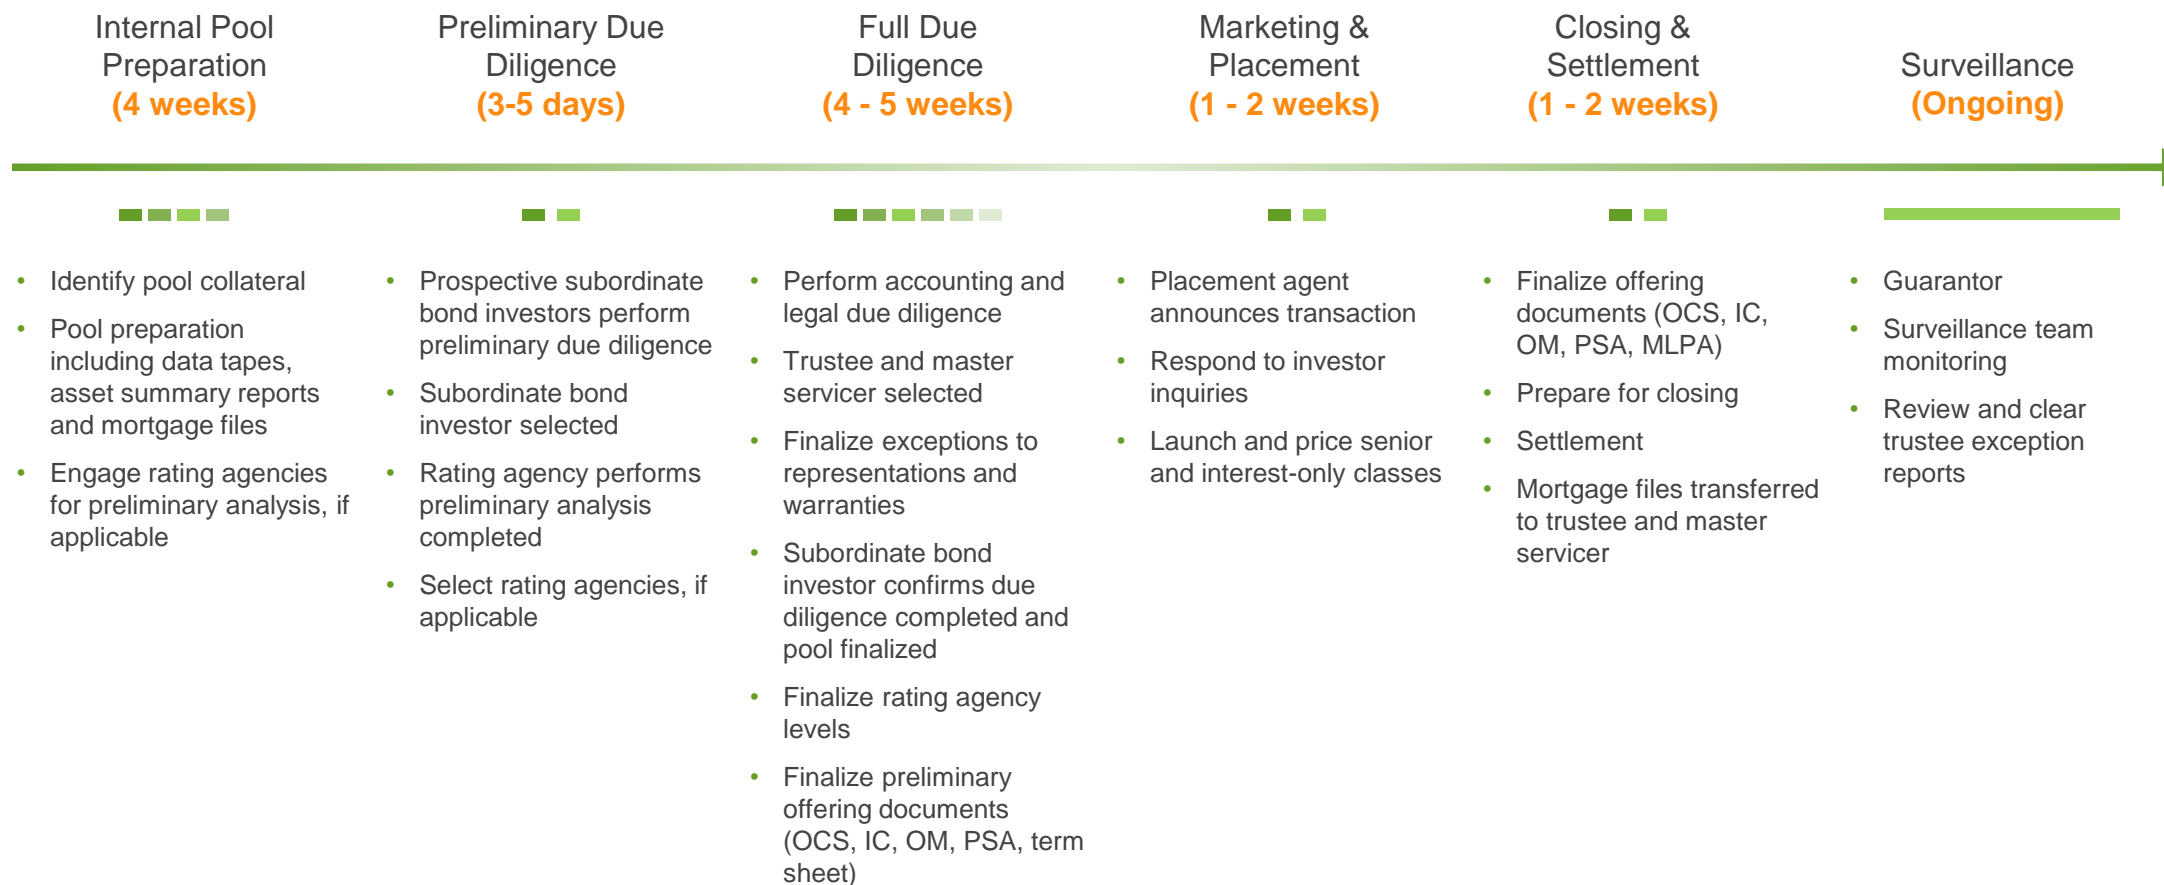 Internal Pool
Preparation
(4 weeks)
Preliminary Due
Diligence
(3-5 days)
Full Due
Diligence
(4 - 5 weeks)
Marketing &
Placement
(1 - 2 weeks)
Closing &
Settlement
(1 - 2 weeks)
Surveillance
(Ongoing)
• Identify pool collateral
• Pool preparation
including data tapes,
asset summary reports
and mortgage files
• Engage rating agencies
for preliminary analysis, if
applicable
• Prospective subordinate
bond investors perform
preliminary due diligence
• Subordinate bond
investor selected
• Rating agency performs
preliminary analysis
completed
• Select rating agencies, if
applicable
• Perform accounting and
legal due diligence
• Trustee and master
servicer selected
• Finalize exceptions to
representations and
warranties
• Subordinate bond
investor confirms due
diligence completed and
pool finalized
• Finalize rating agency
levels
• Finalize preliminary
offering documents
(OCS, IC, OM, PSA, term
sheet)
• Placement agent
announces transaction
• Respond to investor
inquiries
• Launch and price senior
and interest-only classes
• Finalize offering
documents (OCS, IC,
OM, PSA, MLPA)
• Prepare for closing
• Settlement
• Mortgage files transferred
to trustee and master
servicer
• Guarantor
• Surveillance team
monitoring
• Review and clear
trustee exception
reports